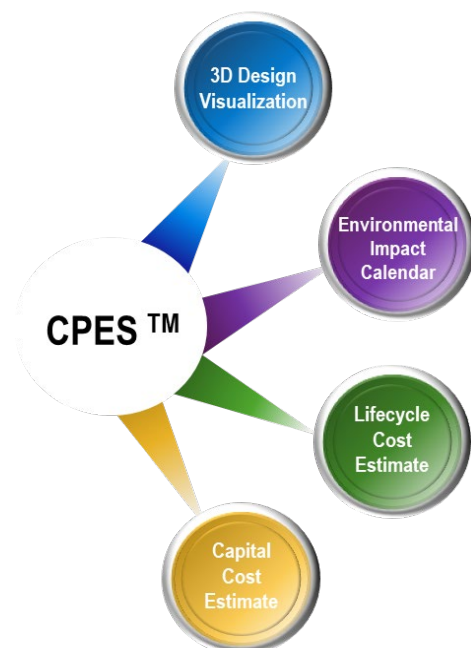 3D Design
Visualization
Environmental
Impact
Calendar
CPES ™
Lifecycle
Cost
Estimate
Capital
Cost
Estimate